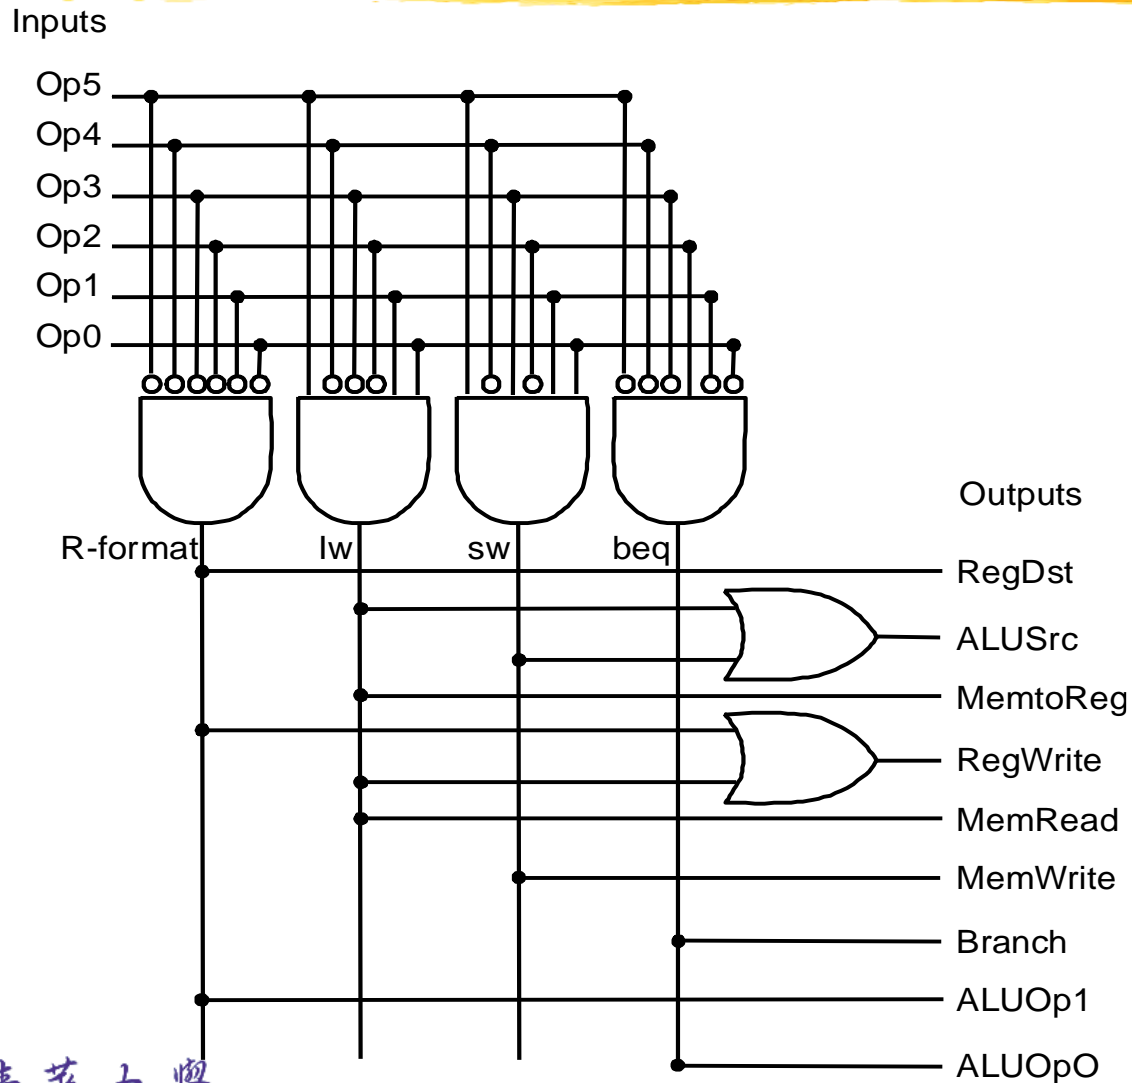 Inputs
Op5
Op4
Op3
Op2
Op1
Op0
Outputs
R-format
lw
sw
beq
RegDst
ALUSrc
MemtoReg
RegWrite
MemRead
MemWrite
Branch
ALUOp1
ALUOpO